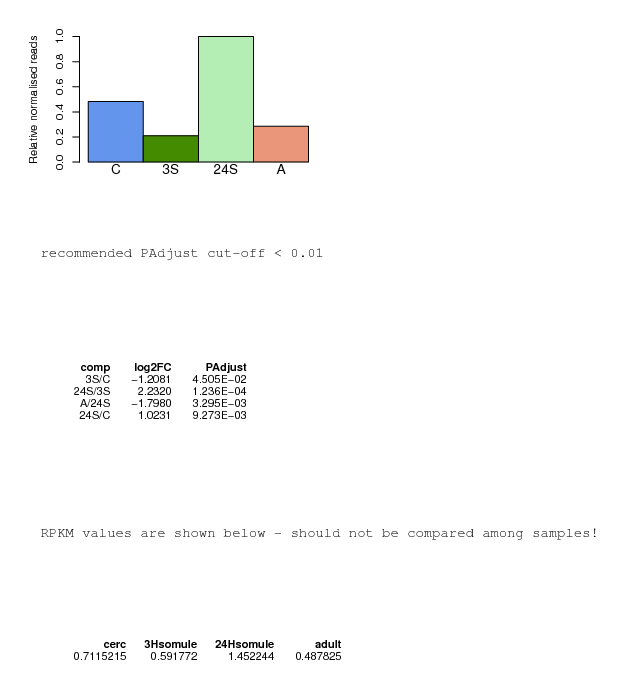 Relative normalised reads
1.0
0.8
0.6
0.4
0.2
0.0
C 3S 24S A
recommended PAdjust cut-off < 0.01
comp log2FC PAdjust
3S/C −1.2081 4.505E−02
24S/3S 2.2320 1.236E−04
A/24S −1.7980 3.295E−03
24S/C 1.0231 9.273E−03
RPKM values are shown below - should not be compared among samples!
cerc 3Hsomule 24Hsomule adult
0.7115215 0.591772 1.452244 0.487825